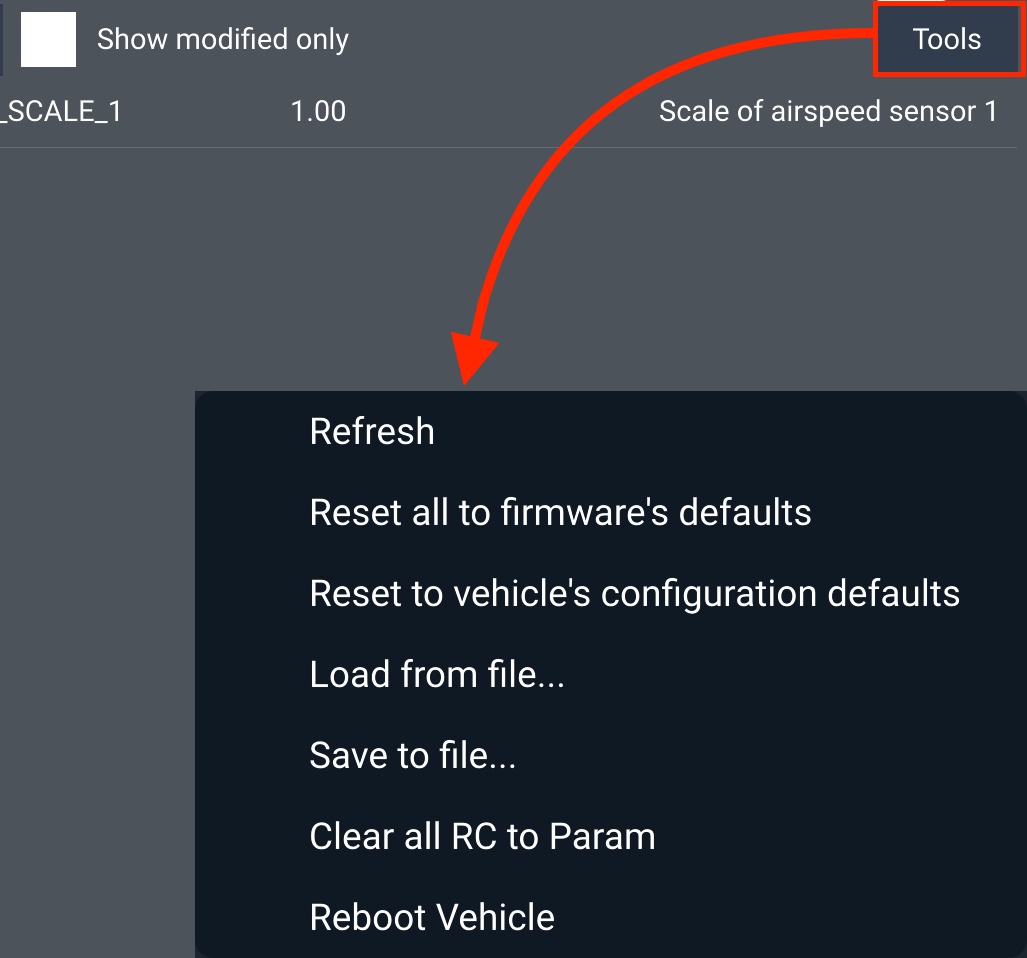 Show modified only
Tools
_SCALE_1 1.00 Scale of airspeed sensor 1
Refresh
Reset all to firmware's defaults
Reset to vehicle's configuration defaults
Load from file...
Save to file...
Clear all RC to Param
Reboot Vehicle